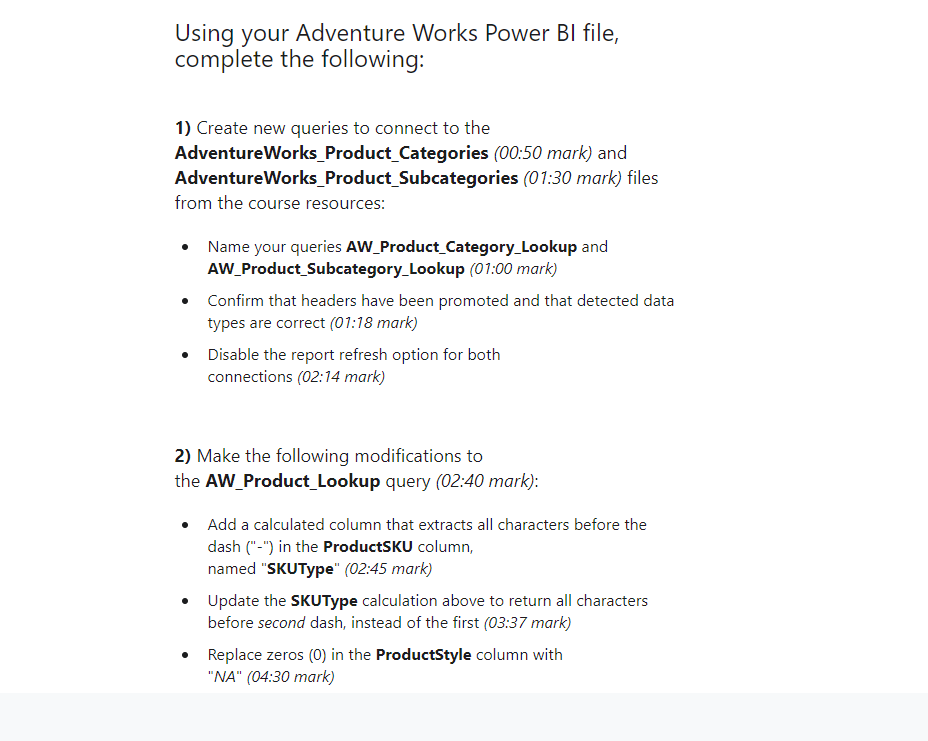 Using your Adventure Works Power BI file,
complete the following:
1) Create new queries to connect to the
AdventureWorks_Product_Categories (00:50 mark) and
AdventureWorks_Product_Subcategories (01:30 mark) files
from the course resources:
• Name your queries AW_Product_Category_Lookup and
AW_Product_Subcategory_Lookup (01:00 mark)
• Confirm that headers have been promoted and that detected data
types are correct (01:18 mark)
• Disable the report refresh option for both
connections (02:14 mark)
2) Make the following modifications to
the AW_Product_Lookup query (02:40 mark):
• Add a calculated column that extracts all characters before the
dash ("-") in the ProductSKU column,
named "SKUType" (02:45 mark)
• Update the SKUType calculation above to return all characters
before second dash, instead of the first (03:37 mark)
• Replace zeros (0) in the ProductStyle column with
"NA" (04:30 mark)